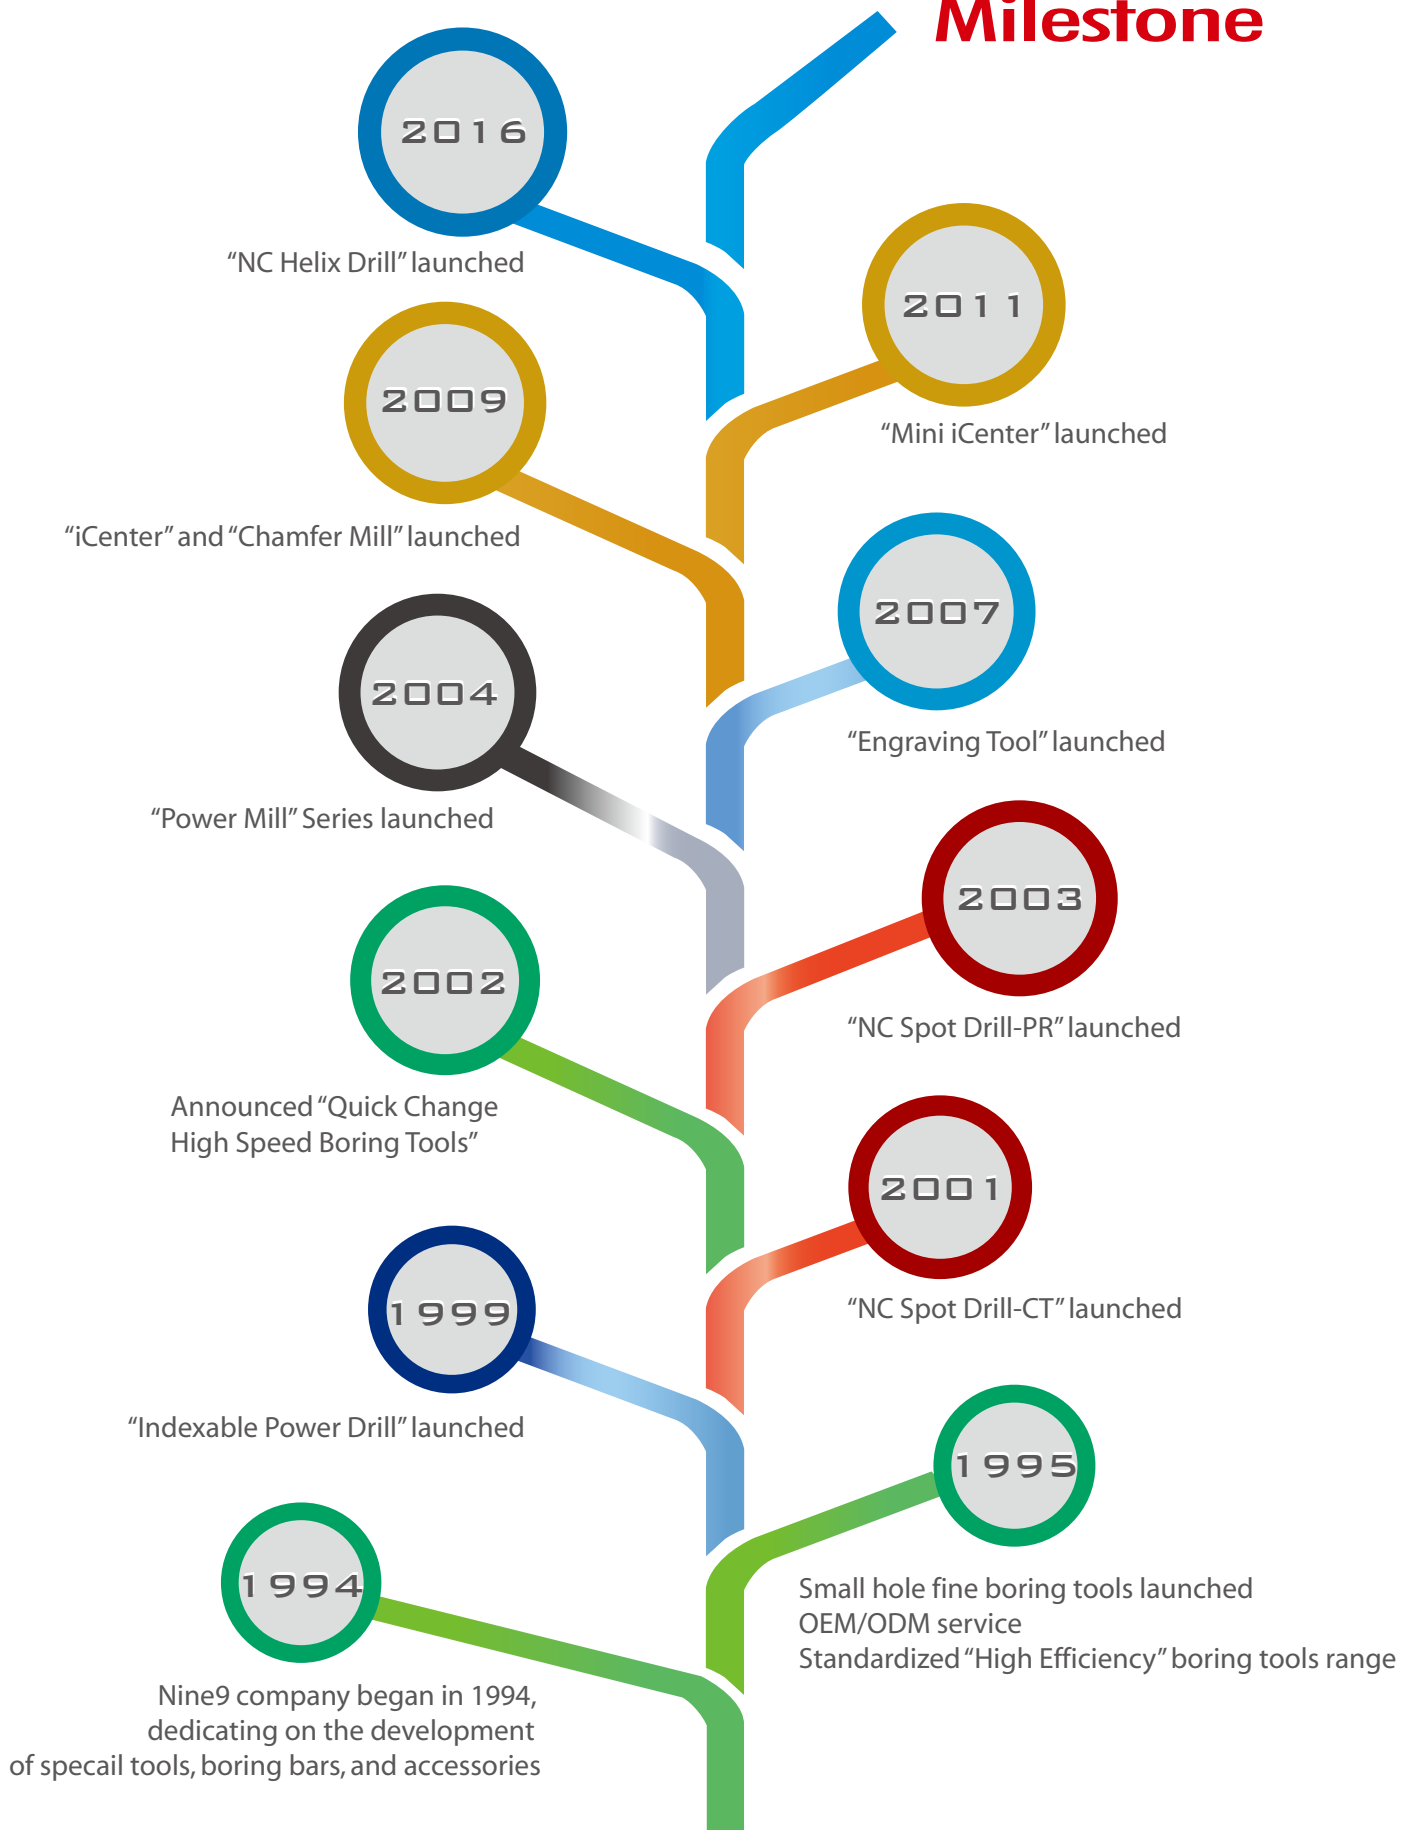 Milestone
2016
“NC Helix Drill” launched
2011
“Mini iCenter” launched
2009
“iCenter” and “Chamfer Mill” launched
2007
“Engraving Tool” launched
2004
“Power Mill” Series launched
2003
“NC Spot Drill-PR” launched
2002
Announced “Quick Change
High Speed Boring Tools”
2001
“NC Spot Drill-CT” launched
1999
“Indexable Power Drill” launched
1995
Small hole fine boring tools launched
OEM/ODM service
Standardized “High Efficiency” boring tools range
1994
Nine9 company began in 1994,
dedicating on the development
of specail tools, boring bars, and accessories